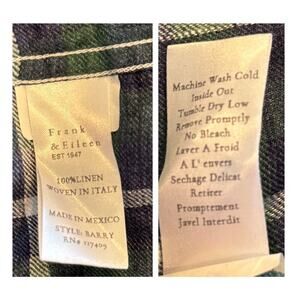 Frank
& Eileen
EST 1947
100%LINEN
WOVEN IN ITALY
MADE IN MEXICO
STYLE: BARRY
RN# 117409
Machine Wash Cold
Inside Out
Tumble Dry Low
Remove Promptly
No Bleach
Laver A Froid
A L' envers
Sechage Delicat
Retirer
Promptement
Javel Interdit